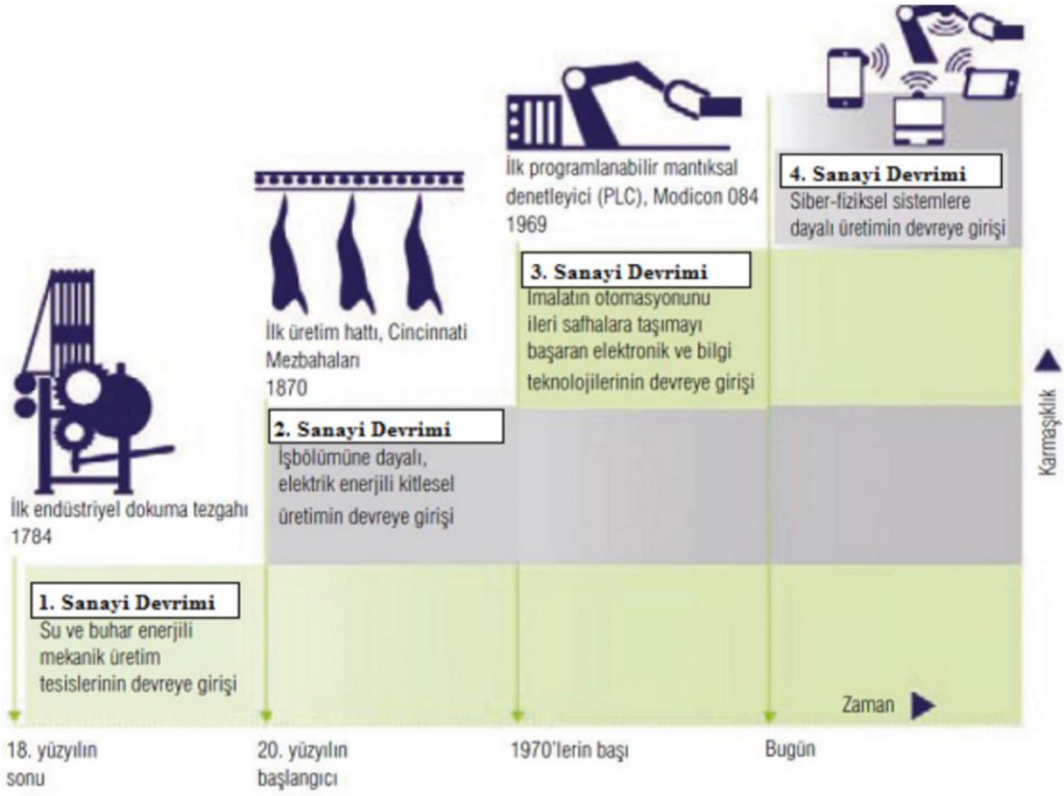 İlk programlanabilir mantıksal
denetleyici (PLC), Modicon 084
1969
4. Sanayi Devrimi
Siber-fiziksel sistemlere
dayalı üretimin devreye girişi
3. Sanayi Devrimi
İmalatın otomasyonunu
ileri safhalara taşımayı
başaran elektronik ve bilgi
teknolojilerinin devreye girişi
İlk üretim hattı, Cincinnati
Mezbahaları
1870
2. Sanayi Devrimi
İşbölümüne dayalı,
elektrik enerjili kitlesel
üretimin devreye girişi
İlk endüstriyel dokuma tezgahı
1784
1. Sanayi Devrimi
Su ve buhar enerjili
mekanik üretim
tesislerinin devreye girişi
Karmaşıklık
Zaman
18. yüzyılın
sonu
20. yüzyılın
başlangıcı
1970'lerin başı
Bugün